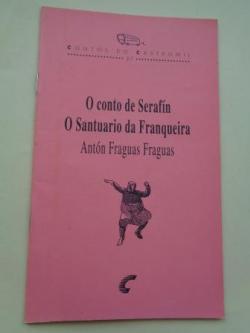 CONTOS DO CASTROMIL
O conto de Serafín
O Santuario da Franqueira
Antón Fraguas Fraguas